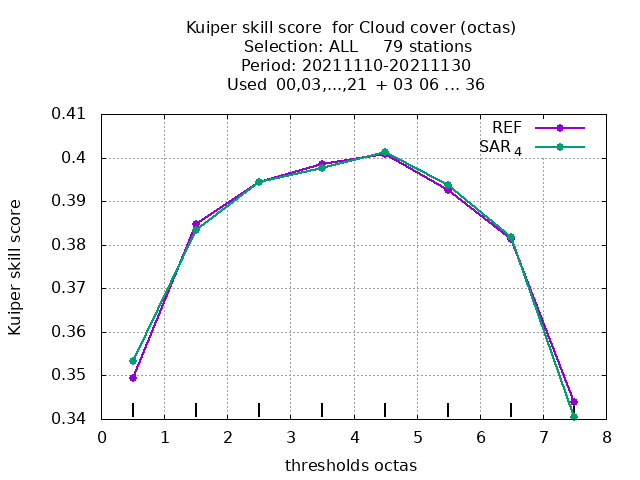 Kuiper skill score  for Cloud cover (octas)
Selection: ALL     79 stations
Period: 20211110-20211130
Used  00,03,...,21  + 03 06 ... 36
REF
SAR 4
0.41
0.4
0.39
0.38
0.37
0.36
0.35
0.34
Kuiper skill score
0 1 2 3 4 5 6 7 8
thresholds octas